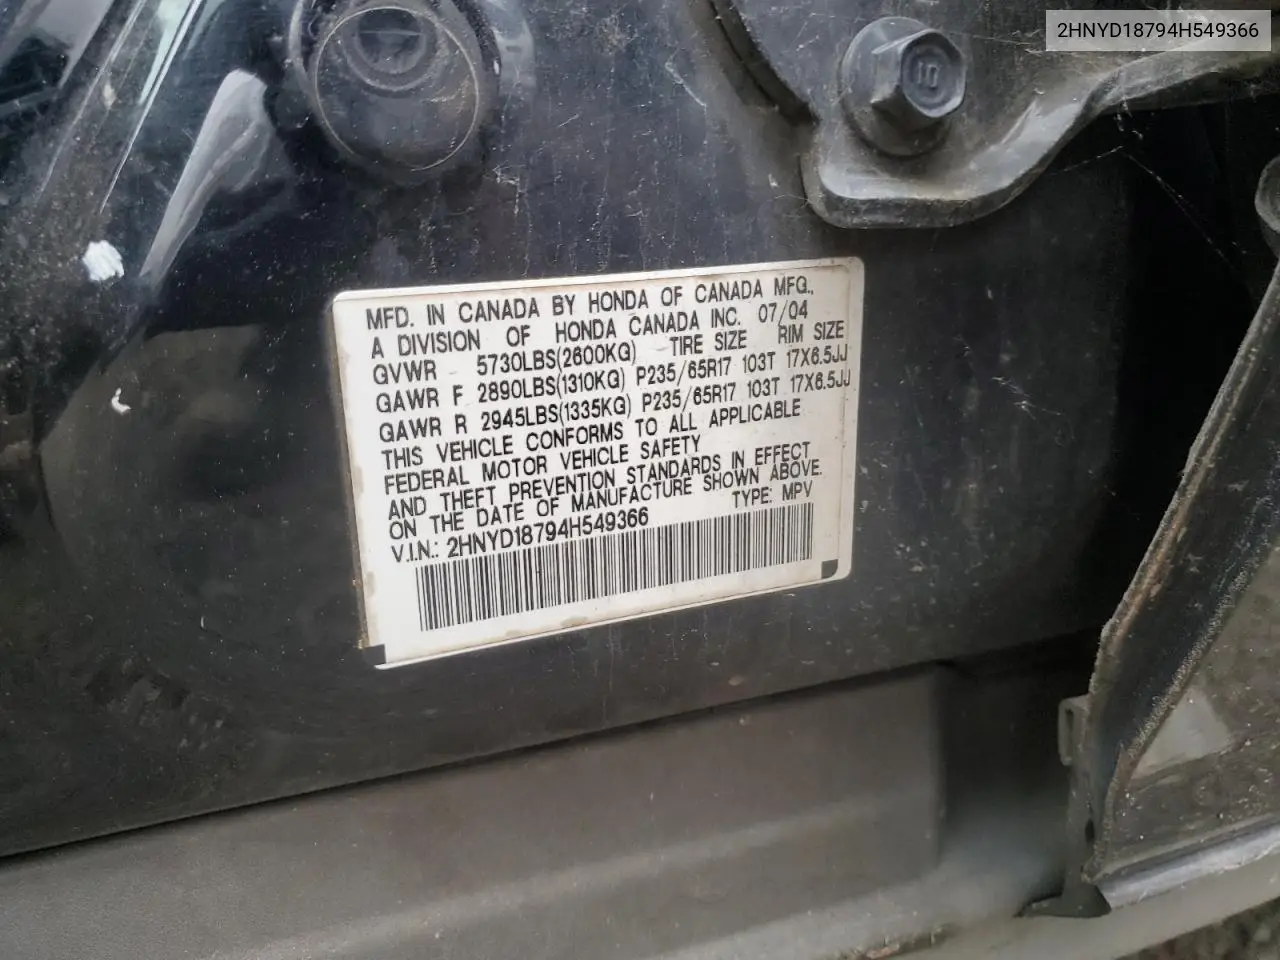 2HNYD18794H549366
10
MFD. IN CANADA BY HONDA OF CANADA MFG.,
A DIVISION OF HONDA CANADA INC. 07/04
GVWR 5730LBS(2600KG) TIRE SIZE RIM SIZE
GAWR F 2890LBS(1310KG) P235/65R17 103T 17X6.5JJ
GAWR R 2945LBS(1335KG) P235/65R17 103T 17X6.5JJ
THIS VEHICLE CONFORMS TO ALL APPLICABLE
FEDERAL MOTOR VEHICLE SAFETY
AND THEFT PREVENTION STANDARDS IN EFFECT
ON THE DATE OF MANUFACTURE SHOWN ABOVE.
V.I.N.: 2HNYD18794H549366 TYPE: MPV